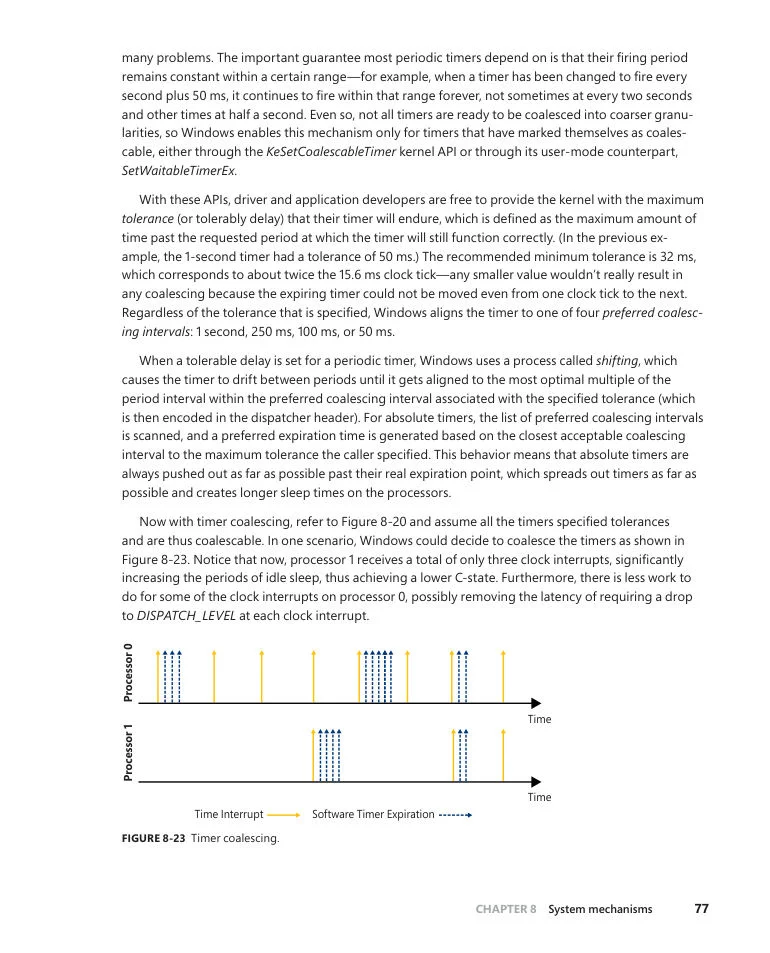 many problems. The important guarantee most periodic timers depend on is that their firing period
remains constant within a certain range—for example, when a timer has been changed to fire every
second plus 50 ms, it continues to fire within that range forever, not sometimes at every two seconds
and other times at half a second. Even so, not all timers are ready to be coalesced into coarser granu-
larities, so Windows enables this mechanism only for timers that have marked themselves as coales-
cable, either through the KeSetCoalescableTimer kernel API or through its user-mode counterpart,
SetWaitableTimerEx.
With these APIs, driver and application developers are free to provide the kernel with the maximum
tolerance (or tolerably delay) that their timer will endure, which is defined as the maximum amount of
time past the requested period at which the timer will still function correctly. (In the previous ex-
ample, the 1-second timer had a tolerance of 50 ms.) The recommended minimum tolerance is 32 ms,
which corresponds to about twice the 15.6 ms clock tick—any smaller value wouldn't really result in
any coalescing because the expiring timer could not be moved even from one clock tick to the next.
Regardless of the tolerance that is specified, Windows aligns the timer to one of four preferred coalesc-
ing intervals: 1 second, 250 ms, 100 ms, or 50 ms.
When a tolerable delay is set for a periodic timer, Windows uses a process called shifting, which
causes the timer to drift between periods until it gets aligned to the most optimal multiple of the
period interval within the preferred coalescing interval associated with the specified tolerance (which
is then encoded in the dispatcher header). For absolute timers, the list of preferred coalescing intervals
is scanned, and a preferred expiration time is generated based on the closest acceptable coalescing
interval to the maximum tolerance the caller specified. This behavior means that absolute timers are
always pushed out as far as possible past their real expiration point, which spreads out timers as far as
possible and creates longer sleep times on the processors.
Now with timer coalescing, refer to Figure 8-20 and assume all the timers specified tolerances
and are thus coalescable. In one scenario, Windows could decide to coalesce the timers as shown in
Figure 8-23. Notice that now, processor 1 receives a total of only three clock interrupts, significantly
increasing the periods of idle sleep, thus achieving a lower C-state. Furthermore, there is less work to
do for some of the clock interrupts on processor 0, possibly removing the latency of requiring a drop
to DISPATCH_LEVEL at each clock interrupt.
Processor 0
Time
Processor 1
Time
Time Interrupt Software Timer Expiration
FIGURE 8-23 Timer coalescing.
CHAPTER 8 System mechanisms 77